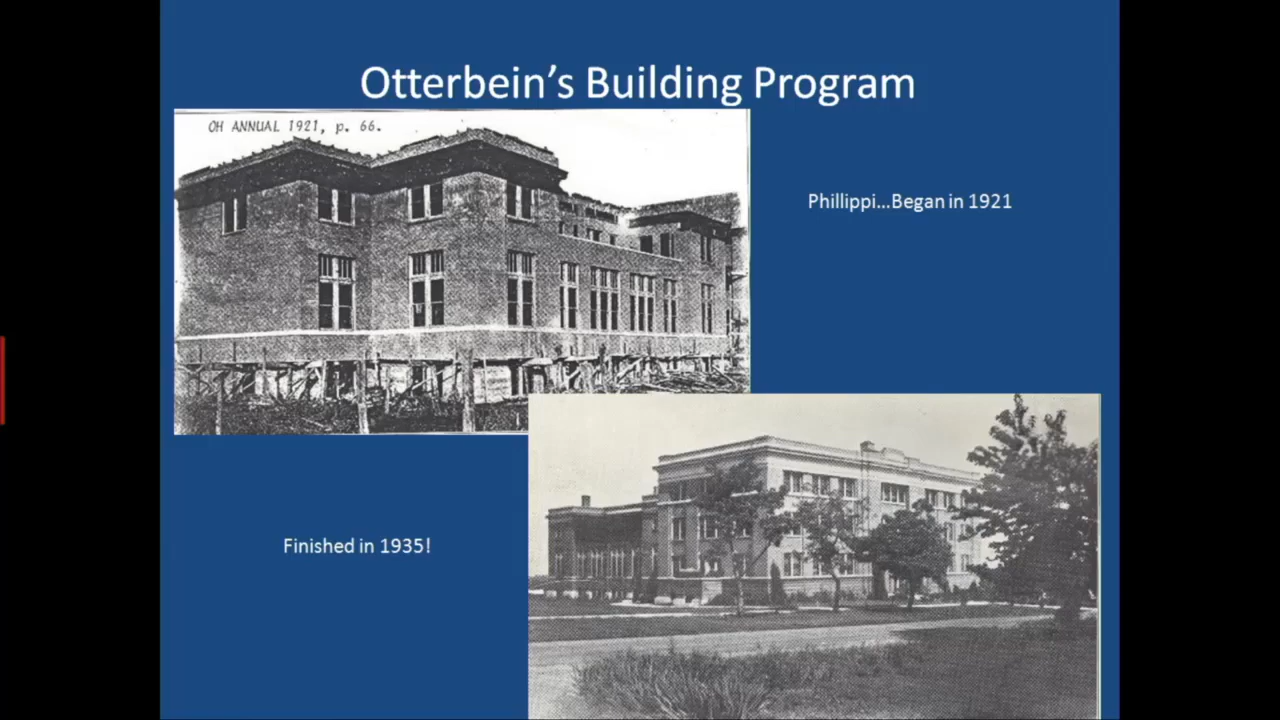 Otterbein's Building Program
OH ANNUAL 1921, p. 66.
Phillippi...Began in 1921
Finished in 1935!